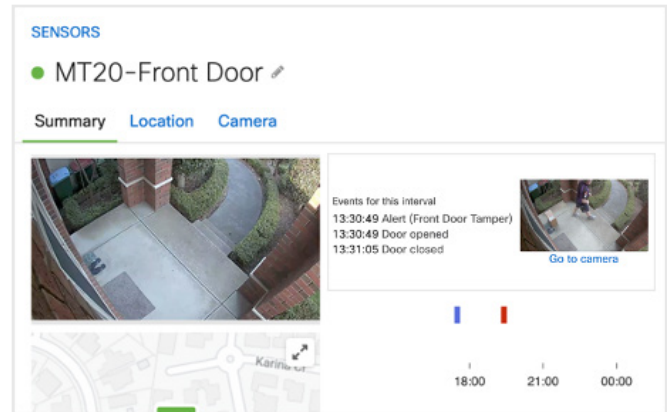 SENSORS
MT20-Front Door
Summary Location Camera
Events for this interval
13:30:49 Alert (Front Door Tamper)
13:30:49 Door opened
13:31:05 Door closed
Go to camera
18:00 21:00 00:00